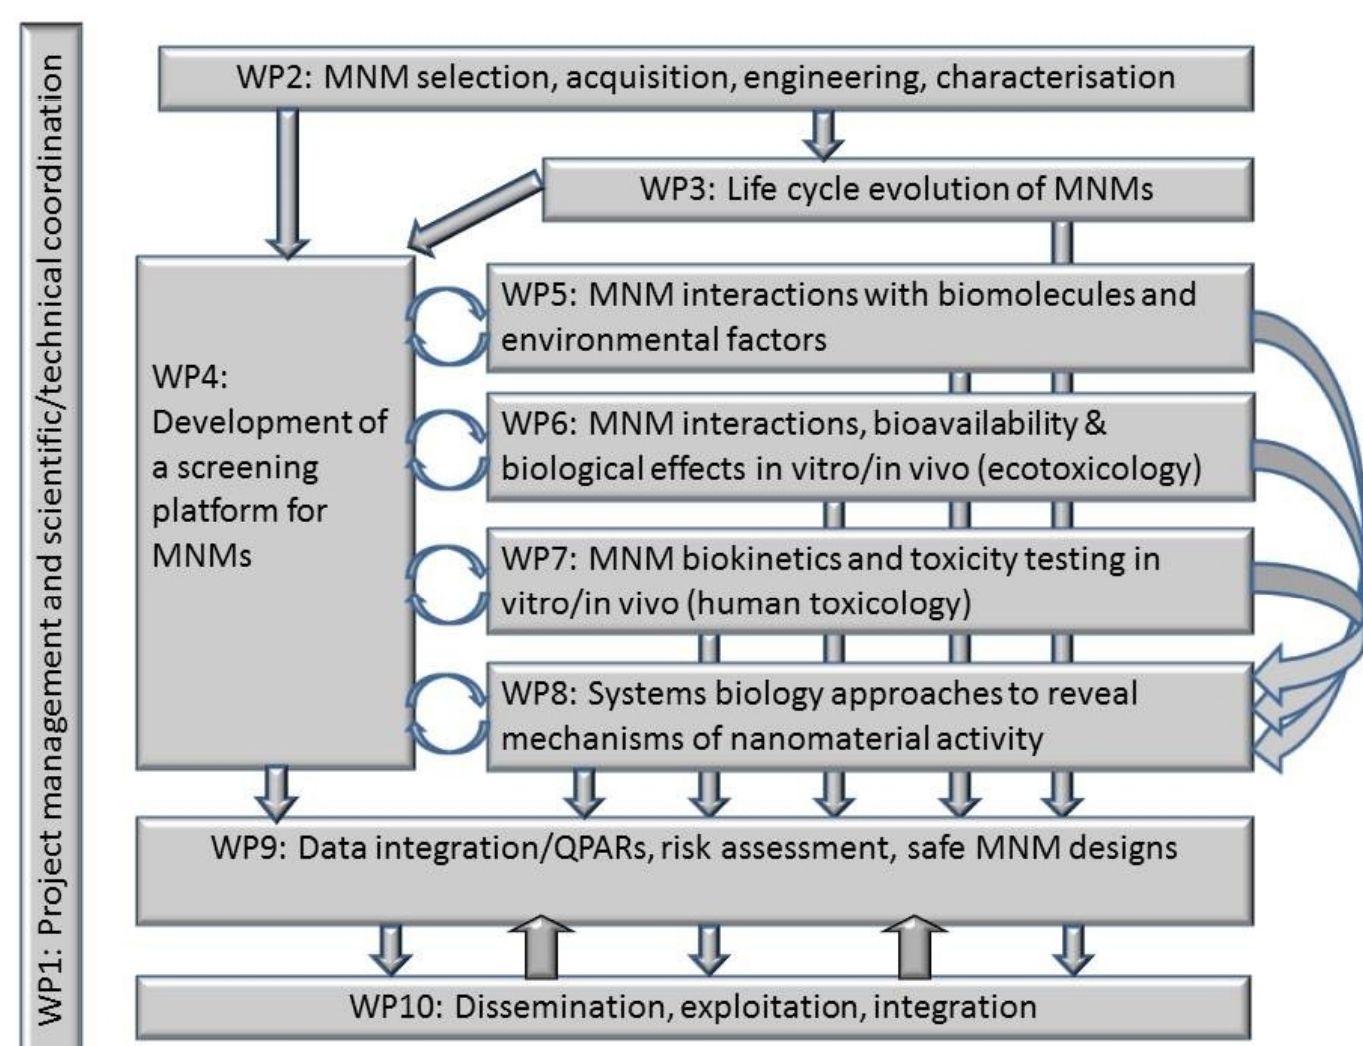 WP1: Project management and scientific/technical coordination
WP2: MNM selection, acquisition, engineering, characterisation
WP3: Life cycle evolution of MNMs
WP4:
Development of
a screening
platform for
MNMs
WP5: MNM interactions with biomolecules and
environmental factors
WP6: MNM interactions, bioavailability &
biological effects in vitro/in vivo (ecotoxicology)
WP7: MNM biokinetics and toxicity testing in
vitro/in vivo (human toxicology)
WP8: Systems biology approaches to reveal
mechanisms of nanomaterial activity
WP9: Data integration/QPARs, risk assessment, safe MNM designs
WP10: Dissemination, exploitation, integration